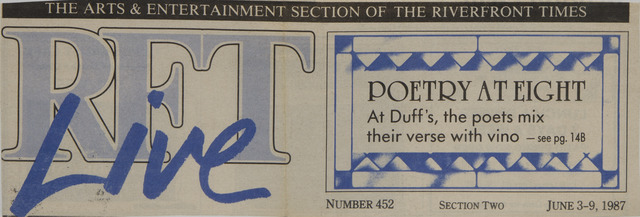 THE ARTS & ENTERTAINMENT SECTION OF THE RIVERFRONT TIMES
RFT
Live
POETRY AT EIGHT
At Duff's, the poets mix
their verse with vino – see pg. 14B
NUMBER 452 SECTION TWO JUNE 3–9, 1987